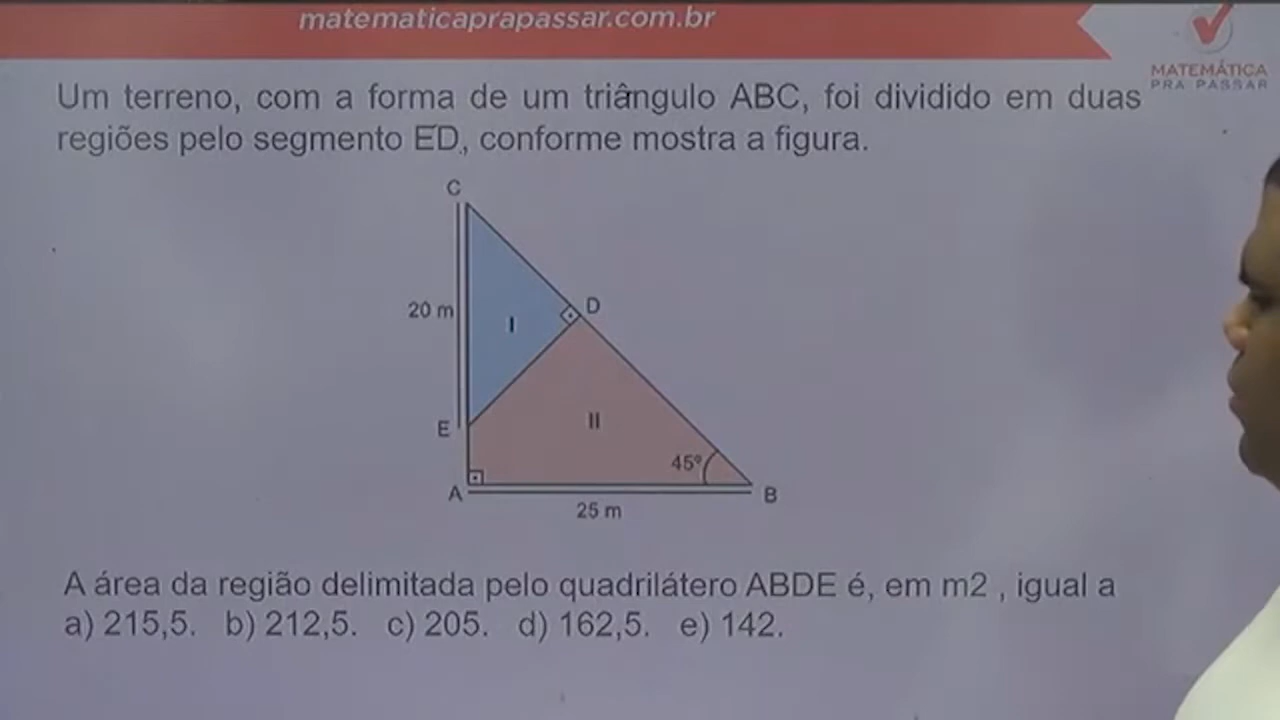 matematicaprapassar.com.br
MATEMÁTICA
PRA PASSAR
Um terreno, com a forma de um triângulo ABC, foi dividido em duas
regiões pelo segmento ED, conforme mostra a figura.
C
20 m
I
D
E
II
45º
A
B
25 m
A área da região delimitada pelo quadrilátero ABDE é, em m2 , igual a
a) 215,5. b) 212,5. c) 205. d) 162,5. e) 142.